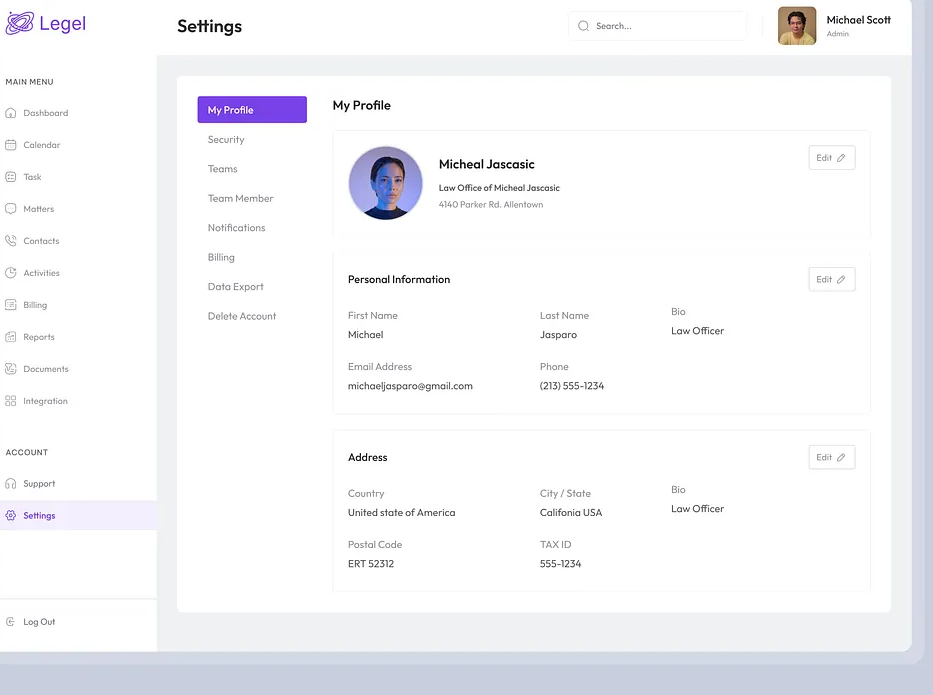 Legel
Settings
Search...
Michael Scott
Admin
MAIN MENU
Dashboard
Calendar
Task
Matters
Contacts
Activities
Billing
Reports
Documents
Integration
ACCOUNT
Support
Settings
Log Out
My Profile
Security
Teams
Team Member
Notifications
Billing
Data Export
Delete Account
My Profile
Micheal Jascasic
Edit
Law Office of Micheal Jascasic
4140 Parker Rd. Allentown
Personal Information
Edit
First Name
Michael
Last Name
Jasparo
Bio
Law Officer
Email Address
michaeljasparo@gmail.com
Phone
(213) 555-1234
Address
Edit
Country
United state of America
City / State
Califonia USA
Bio
Law Officer
Postal Code
ERT 52312
TAX ID
555-1234